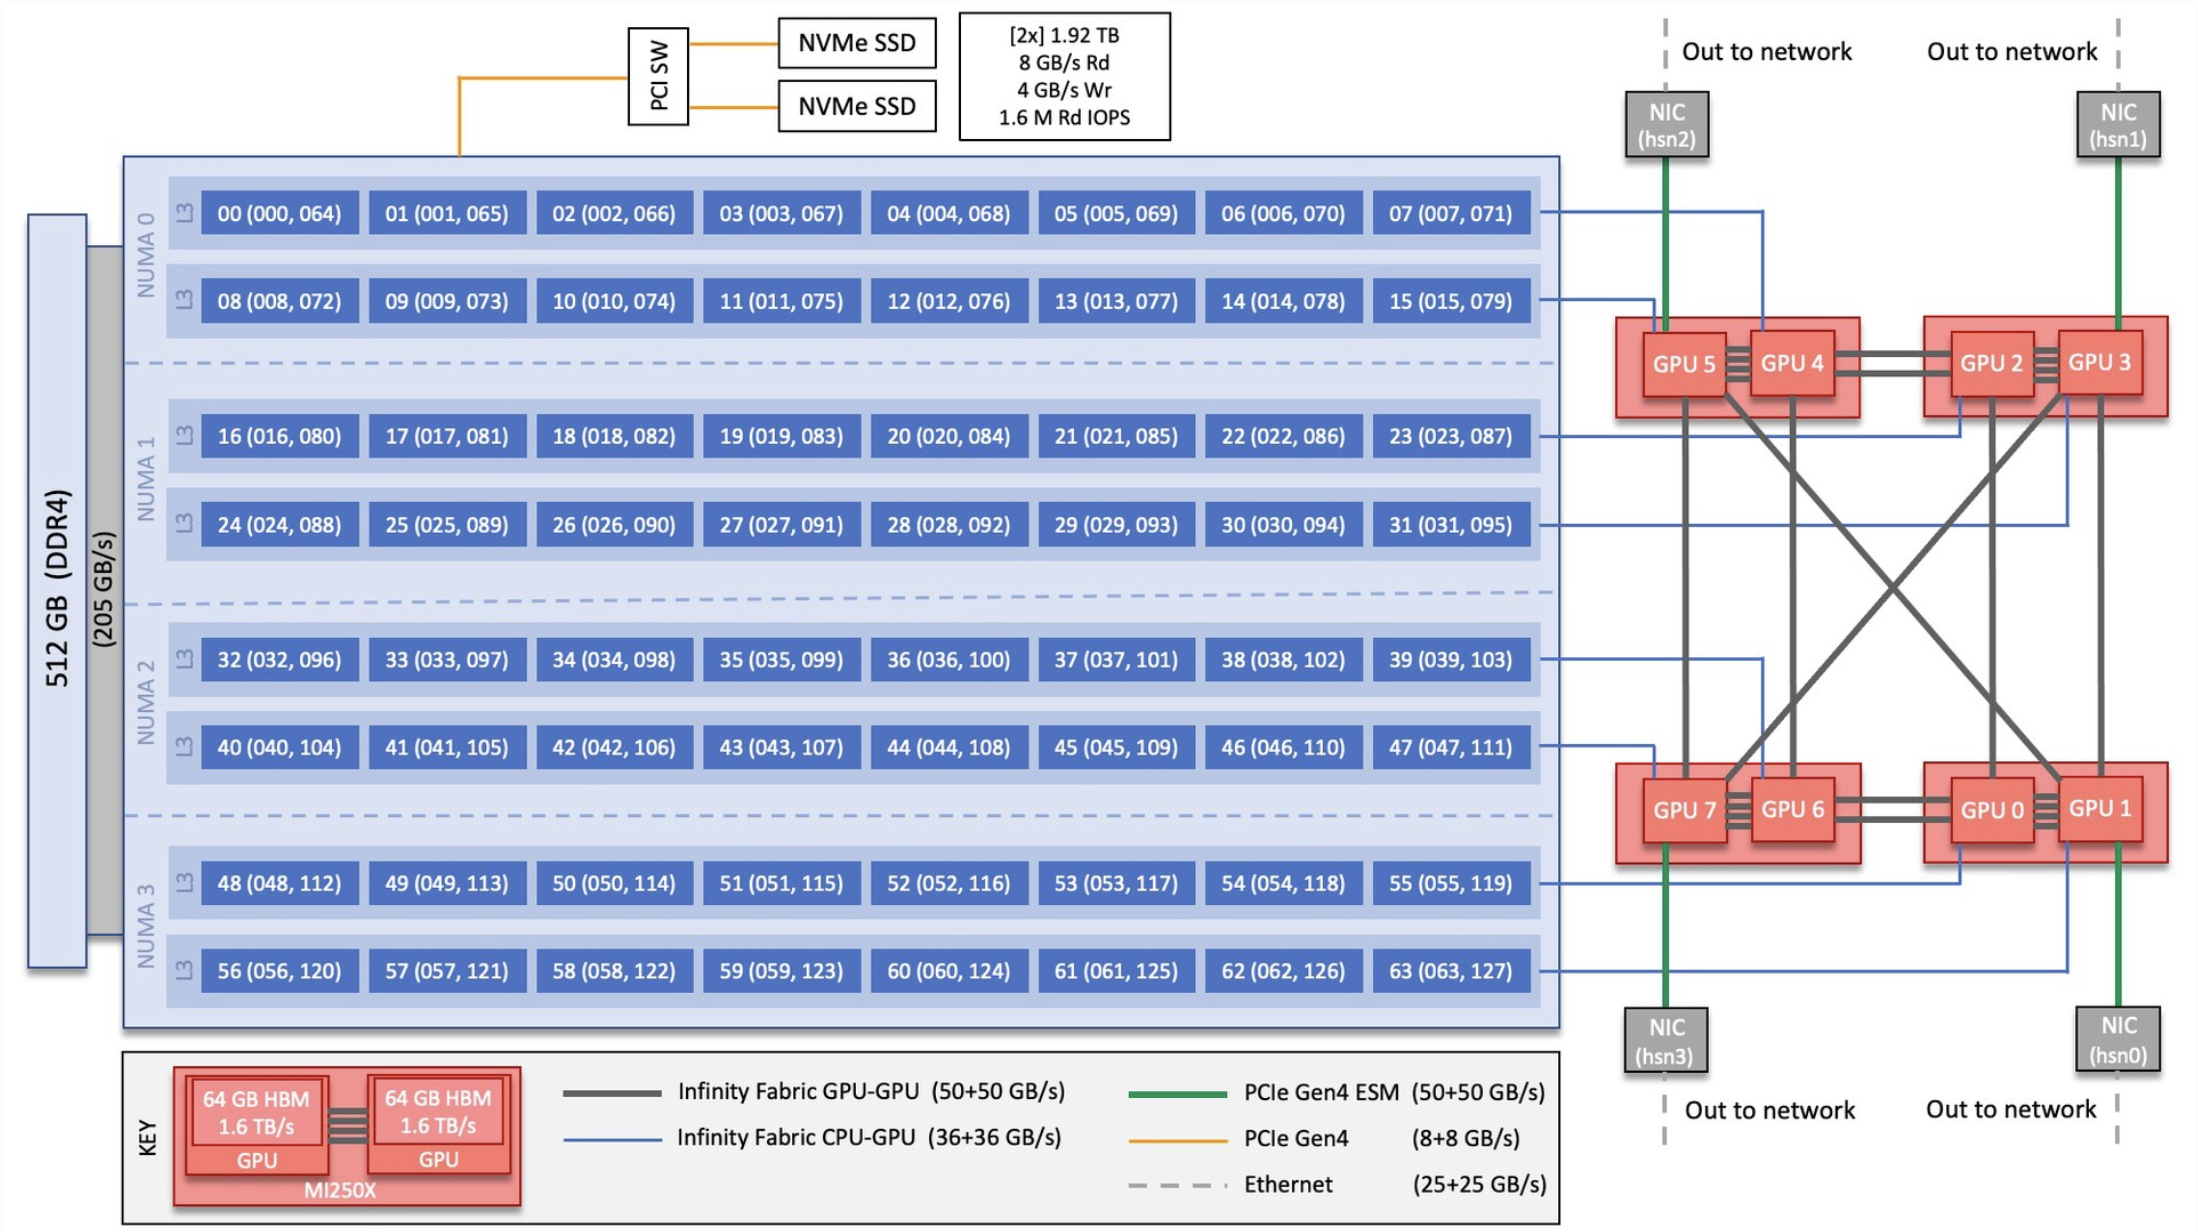 NVMe SSD
NVMe SSD
PCI SW
[2x] 1.92 TB
8 GB/s Rd
4 GB/s Wr
1.6 M Rd IOPS
Out to network
Out to network
NIC
(hsn2)
NIC
(hsn1)
512 GB (DDR4)
(205 GB/s)
NUMA 0
L3 00 (000, 064) 01 (001, 065) 02 (002, 066) 03 (003, 067) 04 (004, 068) 05 (005, 069) 06 (006, 070) 07 (007, 071)
L3 08 (008, 072) 09 (009, 073) 10 (010, 074) 11 (011, 075) 12 (012, 076) 13 (013, 077) 14 (014, 078) 15 (015, 079)
NUMA 1
L3 16 (016, 080) 17 (017, 081) 18 (018, 082) 19 (019, 083) 20 (020, 084) 21 (021, 085) 22 (022, 086) 23 (023, 087)
L3 24 (024, 088) 25 (025, 089) 26 (026, 090) 27 (027, 091) 28 (028, 092) 29 (029, 093) 30 (030, 094) 31 (031, 095)
NUMA 2
L3 32 (032, 096) 33 (033, 097) 34 (034, 098) 35 (035, 099) 36 (036, 100) 37 (037, 101) 38 (038, 102) 39 (039, 103)
L3 40 (040, 104) 41 (041, 105) 42 (042, 106) 43 (043, 107) 44 (044, 108) 45 (045, 109) 46 (046, 110) 47 (047, 111)
NUMA 3
L3 48 (048, 112) 49 (049, 113) 50 (050, 114) 51 (051, 115) 52 (052, 116) 53 (053, 117) 54 (054, 118) 55 (055, 119)
L3 56 (056, 120) 57 (057, 121) 58 (058, 122) 59 (059, 123) 60 (060, 124) 61 (061, 125) 62 (062, 126) 63 (063, 127)
GPU 5 GPU 4 GPU 2 GPU 3
GPU 7 GPU 6 GPU 0 GPU 1
NIC
(hsn3)
NIC
(hsn0)
Out to network
Out to network
KEY
64 GB HBM
1.6 TB/s
GPU
64 GB HBM
1.6 TB/s
GPU
MI250X
Infinity Fabric GPU-GPU (50+50 GB/s)
Infinity Fabric CPU-GPU (36+36 GB/s)
PCIe Gen4 ESM (50+50 GB/s)
PCIe Gen4 (8+8 GB/s)
Ethernet (25+25 GB/s)